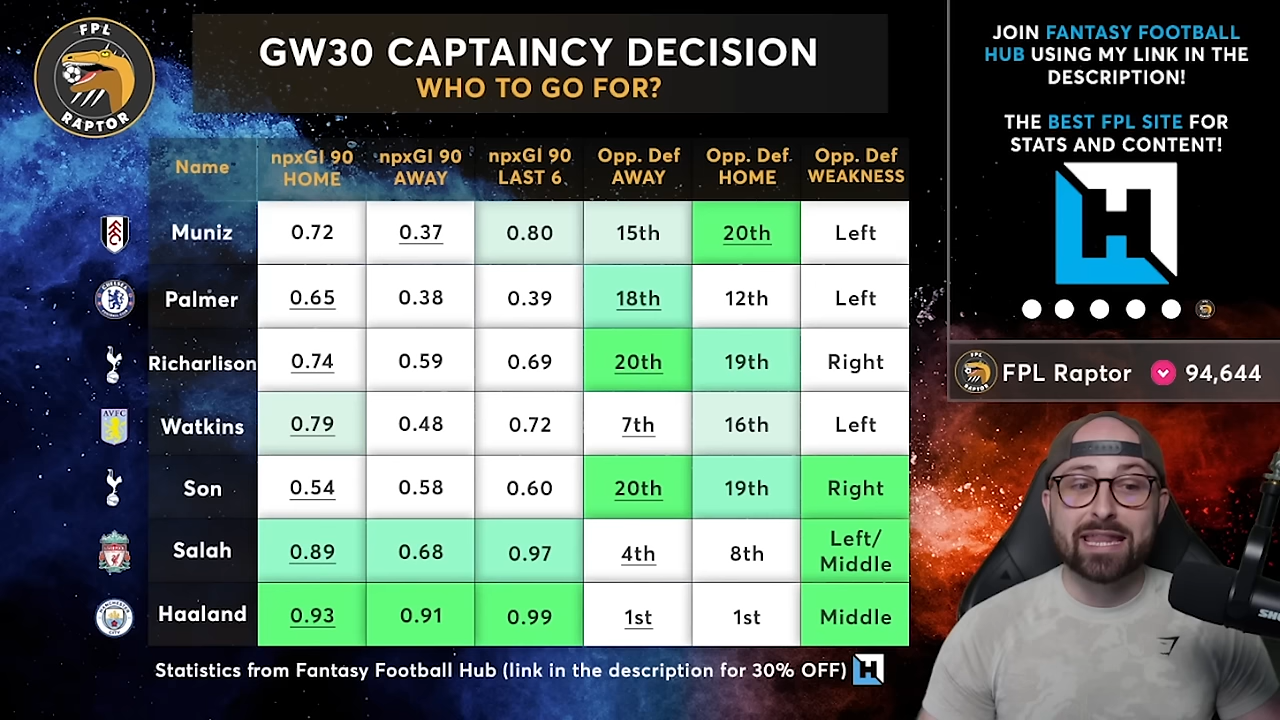 FPL
RAPTOR
GW30 CAPTAINCY DECISION
WHO TO GO FOR?
Name npxGI 90 HOME npxGI 90 AWAY npxGI 90 LAST 6 Opp. Def AWAY Opp. Def HOME Opp. Def WEAKNESS
Muniz 0.72 0.37 0.80 15th 20th Left
Palmer 0.65 0.38 0.39 18th 12th Left
Richarlison 0.74 0.59 0.69 20th 19th Right
AVFC
Watkins 0.79 0.48 0.72 7th 16th Left
Son 0.54 0.58 0.60 20th 19th Right
Salah 0.89 0.68 0.97 4th 8th Left/ Middle
Haaland 0.93 0.91 0.99 1st 1st Middle
Statistics from Fantasy Football Hub (link in the description for 30% OFF)
JOIN FANTASY FOOTBALL
HUB USING MY LINK IN THE
DESCRIPTION!
THE BEST FPL SITE FOR
STATS AND CONTENT!
FPL Raptor 94,644